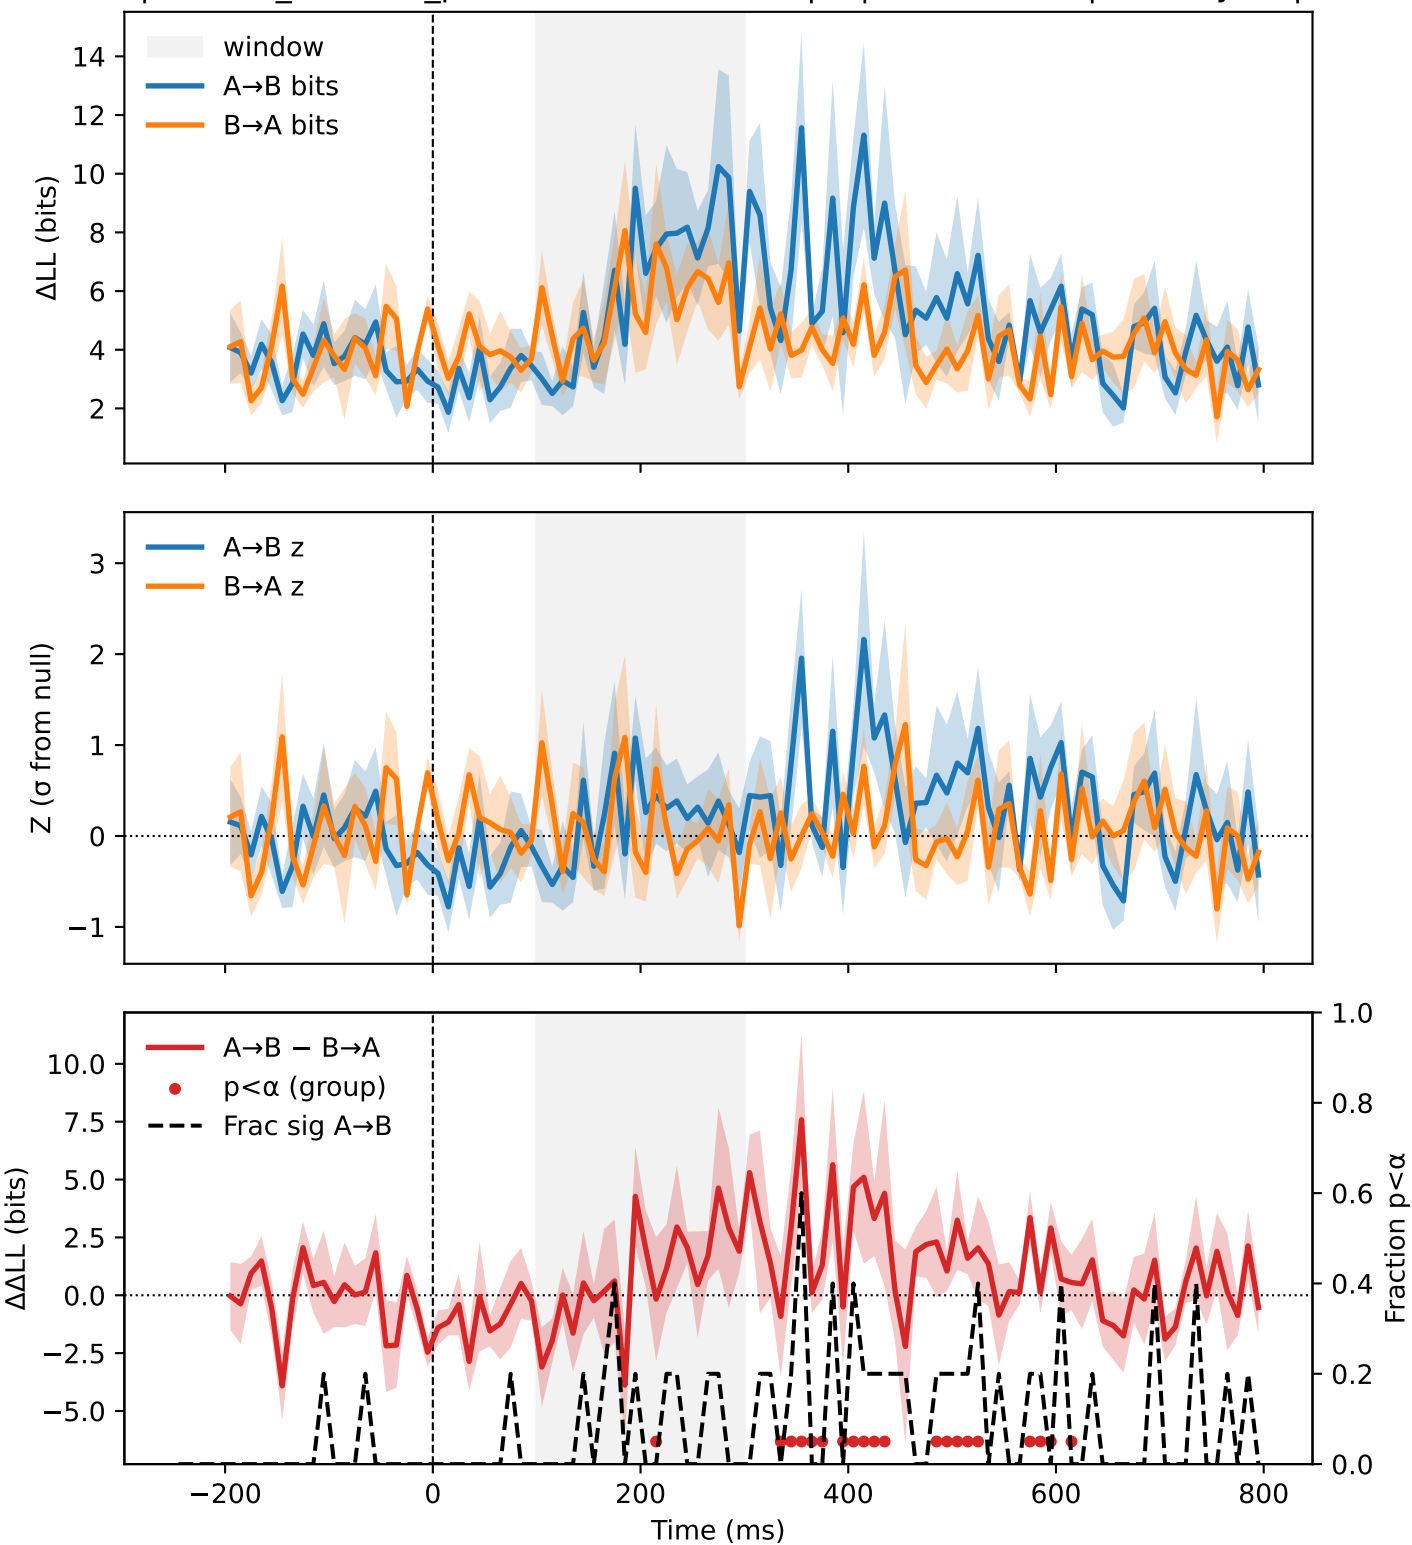 14
12
10
8
6
4
2
ΔLL (bits)
window
A→B bits
B→A bits
3
2
1
0
−1
Z (σ from null)
A→B z
B→A z
10.0
7.5
5.0
2.5
0.0
−2.5
−5.0
ΔΔLL (bits)
A→B − B→A
p<α (group)
Frac sig A→B
1.0
0.8
0.6
0.4
0.2
0.0
Fraction p<α
−200
0
200
400
600
800
Time (ms)